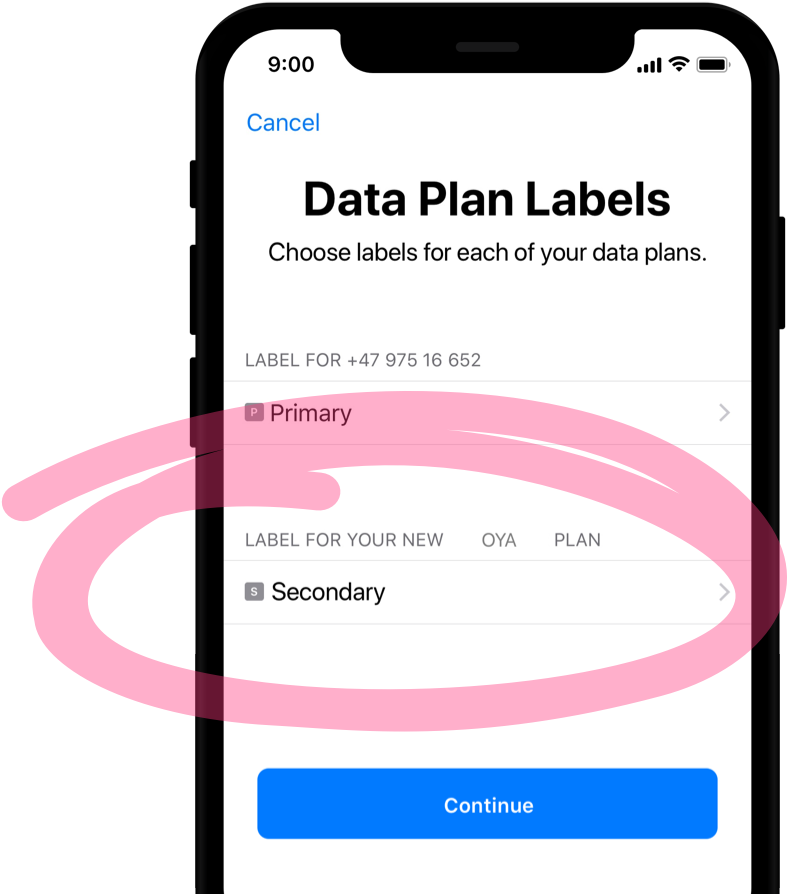 9:00
Cancel
Data Plan Labels
Choose labels for each of your data plans.
LABEL FOR +47 975 16 652
P Primary
LABEL FOR YOUR NEW OYA PLAN
S Secondary
Continue